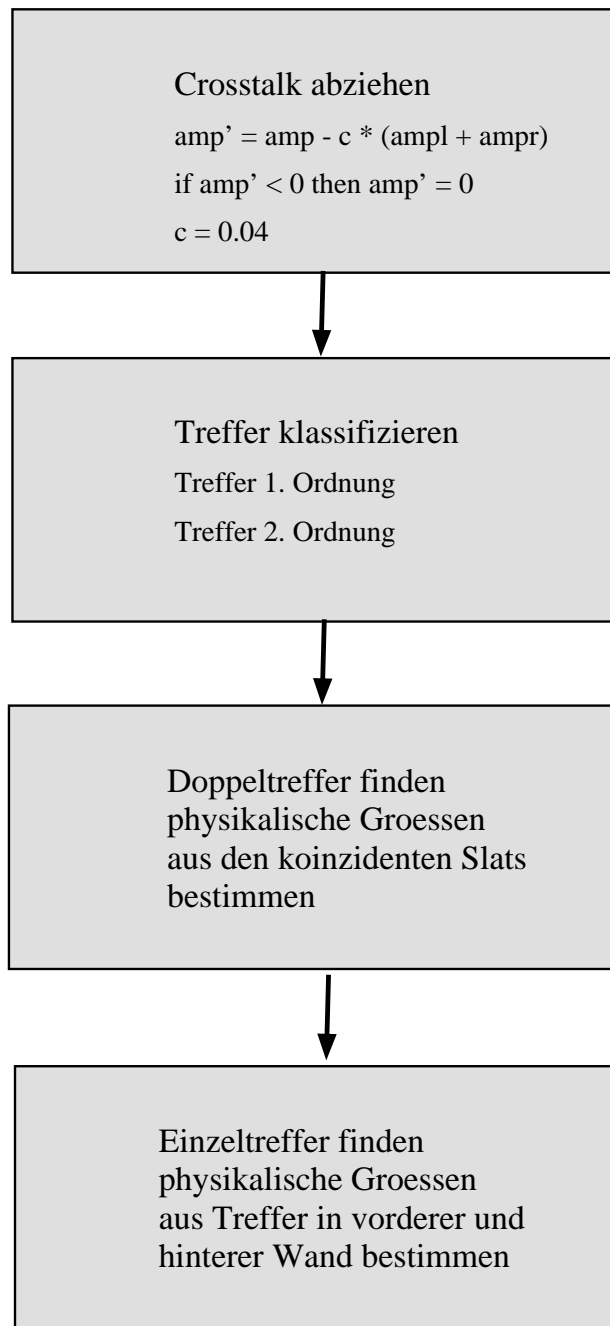 Crosstalk abziehen
amp’ = amp - c * (ampl + ampr)
if amp’ < 0 then amp’ = 0
c = 0.04
Treffer klassifizieren
Treffer 1. Ordnung
Treffer 2. Ordnung
Doppeltreffer finden
physikalische Groessen
aus den koinzidenten Slats
bestimmen
Einzeltreffer finden
physikalische Groessen
aus Treffer in vorderer und
hinterer Wand bestimmen